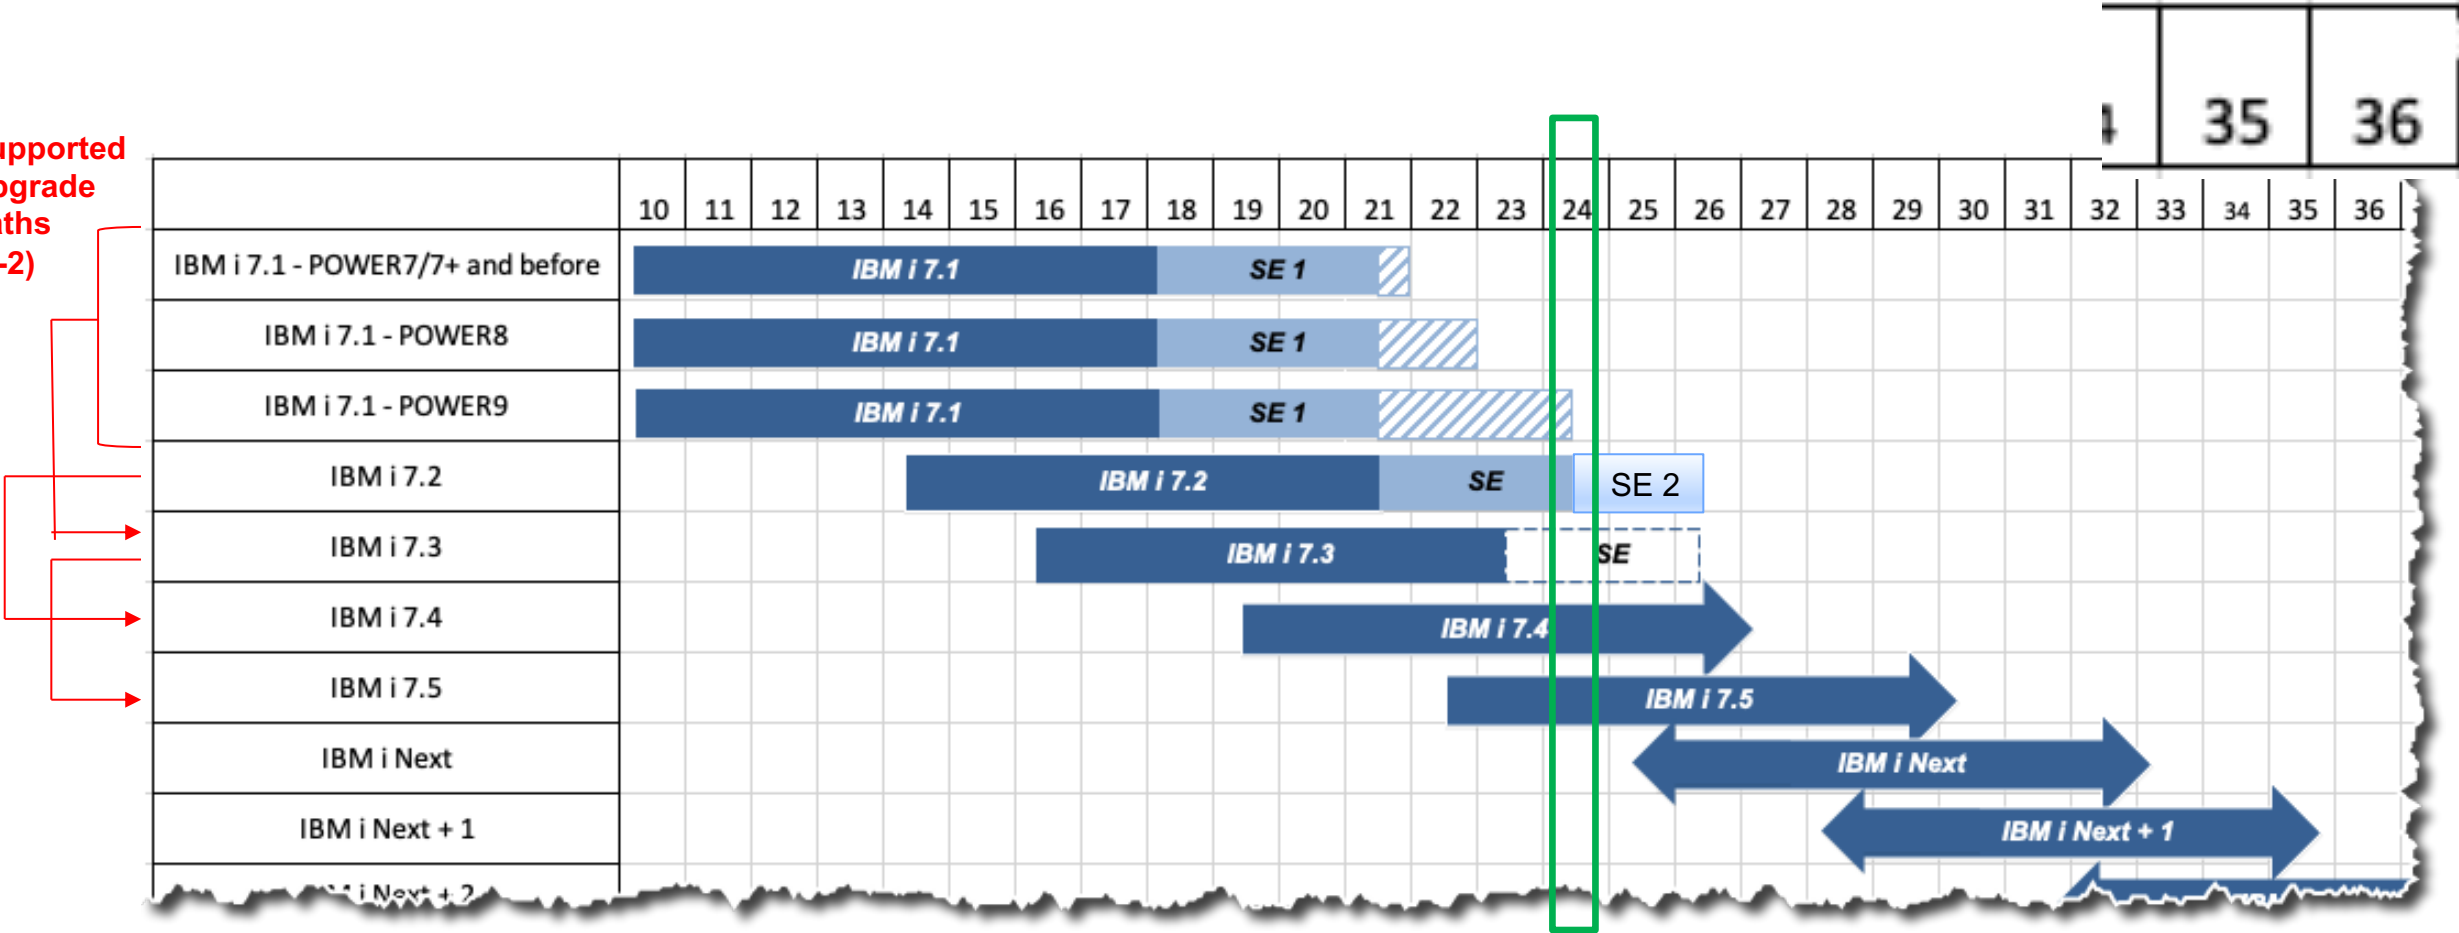 35 36
upported
pgrade
aths
-2)
10 11 12 13 14 15 16 17 18 19 20 21 22 23 24 25 26 27 28 29 30 31 32 33 34 35 36
IBM i 7.1 - POWER7/7+ and before IBM i 7.1 SE 1
IBM i 7.1 - POWER8 IBM i 7.1 SE 1
IBM i 7.1 - POWER9 IBM i 7.1 SE 1
IBM i 7.2 IBM i 7.2 SE SE 2
IBM i 7.3 IBM i 7.3 SE
IBM i 7.4 IBM i 7.4
IBM i 7.5 IBM i 7.5
IBM i Next IBM i Next
IBM i Next + 1 IBM i Next + 1
i Next + 2